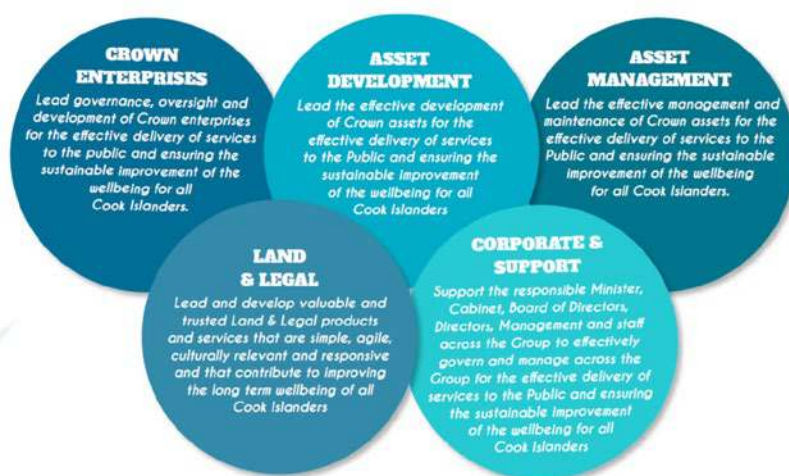 CROWN
ENTERPRISES
Lead governance, oversight and
development of Crown enterprises
for the effective delivery of services
to the public and ensuring the
sustainable improvement of the
wellbeing for all
Cook Islanders.
ASSET
DEVELOPMENT
Lead the effective development
of Crown assets for the
effective delivery of services
to the Public and ensuring the
sustainable improvement
of the wellbeing for all
Cook Islanders
ASSET
MANAGEMENT
Lead the effective management and
maintenance of Crown assets for the
effective delivery of services to the
Public and ensuring the sustainable
improvement of the wellbeing
for all Cook Islanders.
LAND
& LEGAL
Lead and develop valuable and
trusted Land & Legal products
and services that are simple, agile,
culturally relevant and responsive
and that contribute to improving
the long term wellbeing of all
Cook Islanders
CORPORATE &
SUPPORT
Support the responsible Minister,
Cabinet, Board of Directors,
Directors, Management and staff
across the Group to effectively
govern and manage across the
Group for the effective delivery of
services to the Public and ensuring
the sustainable improvement
of the wellbeing for all
Cook Islanders